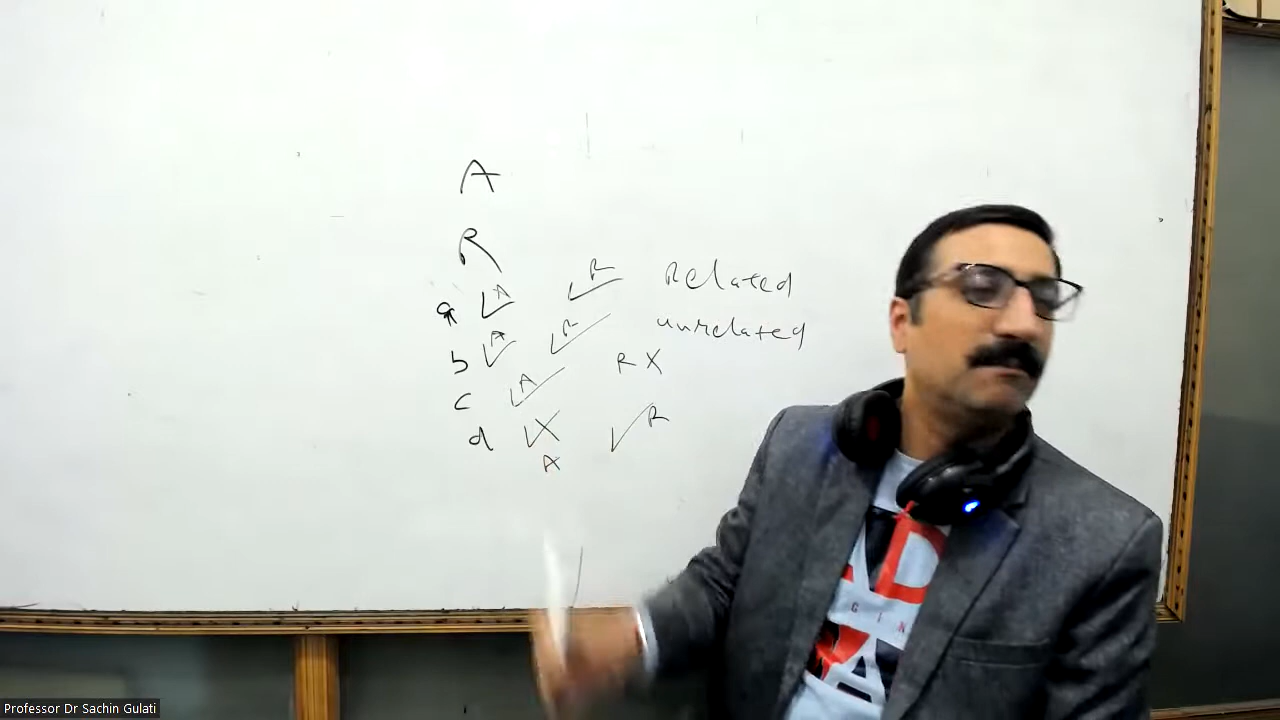 A
R
a ✓ A ✓ R Related
b ✓ A ✓ R unrelated
c ✓ A R X
d ✓ X A ✓ R
G I N
Professor Dr Sachin Gulati